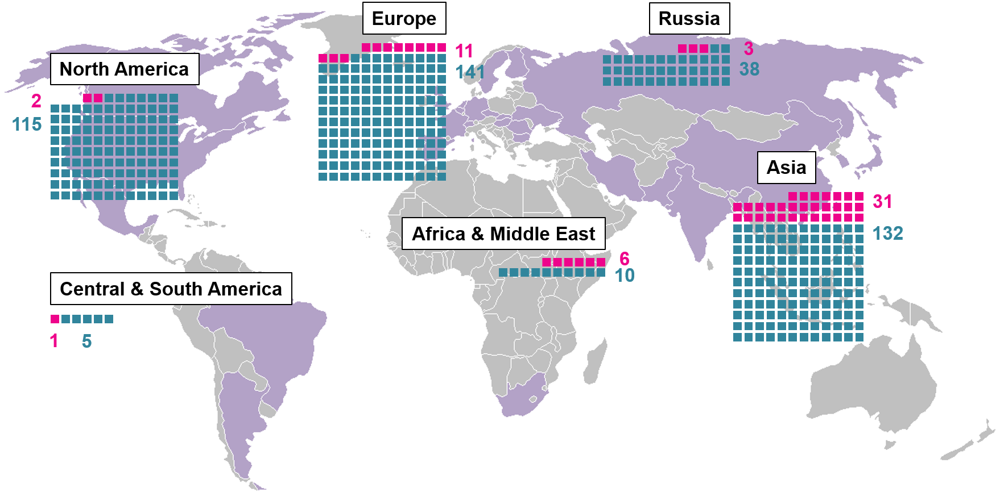 Europe
11
141
Russia
3
38
North America
2
115
Asia
31
132
Africa & Middle East
6
10
Central & South America
1 5